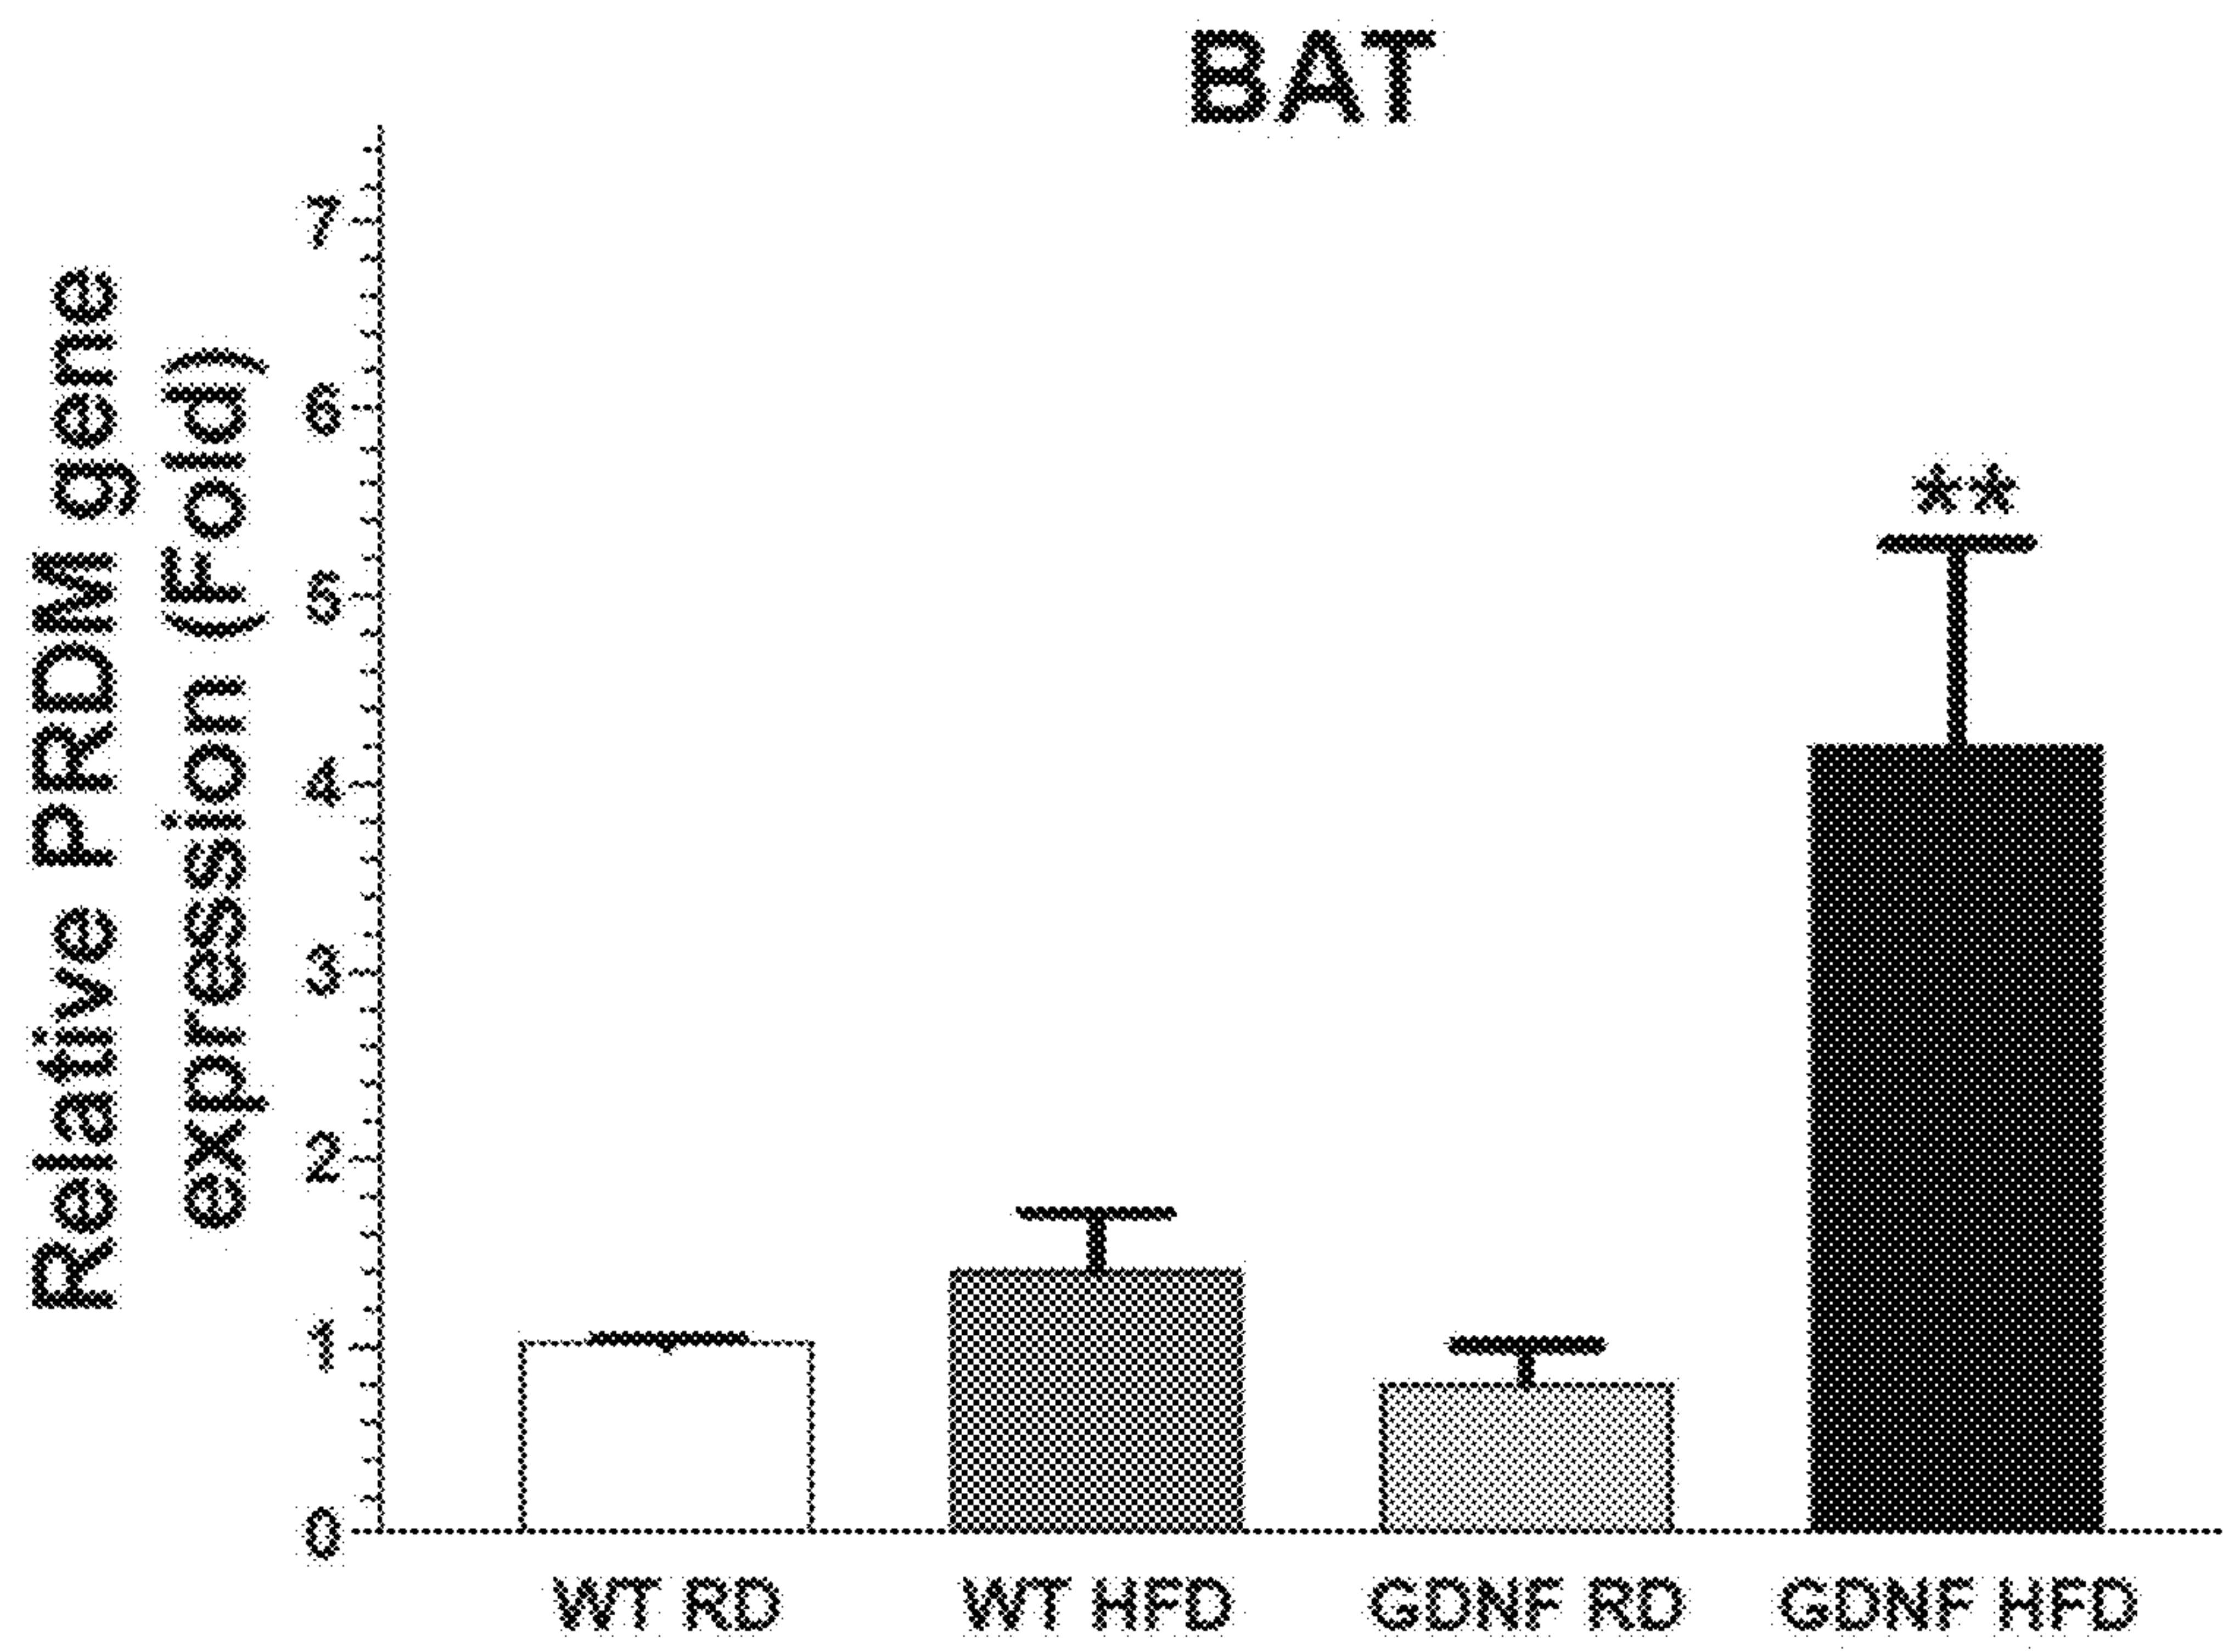 BAT
Relative PRDM gene
expression (Fold)
7
6
5
4
3
2
1
0
**
WT RD
WT HFD
GDNF RD
GDNF HFD